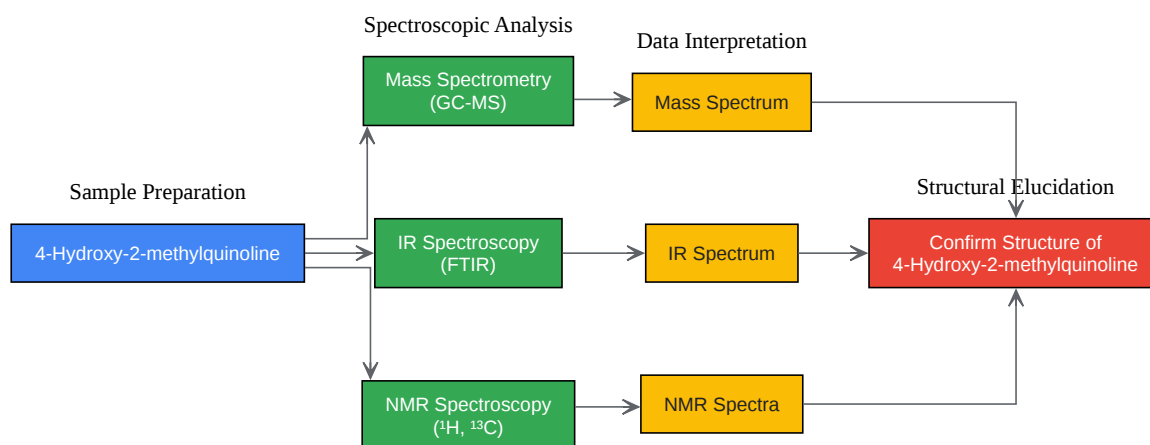 Spectroscopic Analysis
Data Interpretation
Mass Spectrometry
(GC-MS)
Mass Spectrum
Sample Preparation
Structural Elucidation
4-Hydroxy-2-methylquinoline
IR Spectroscopy
(FTIR)
IR Spectrum
Confirm Structure of
4-Hydroxy-2-methylquinoline
NMR Spectroscopy
(¹H, ¹³C)
NMR Spectra